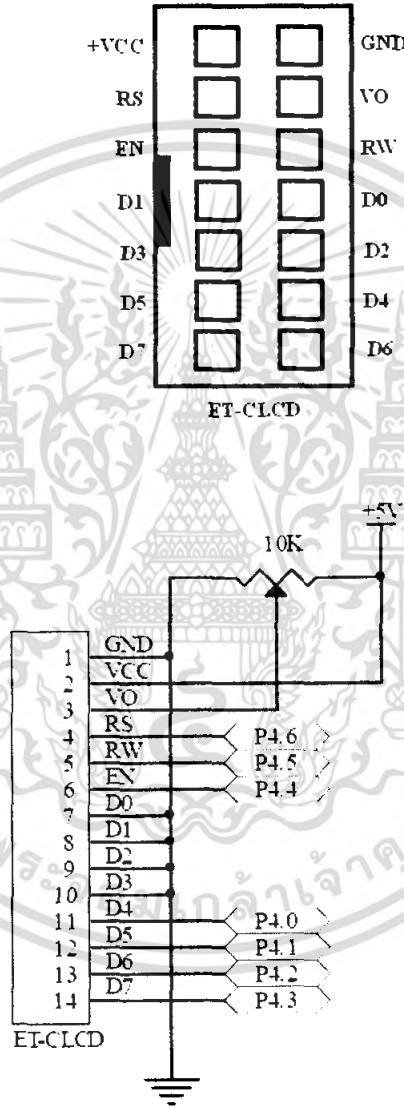 +VCC GND
RS VO
EN RW
D1 D0
D3 D2
D5 D4
D7 D6
ET-CLCD
+5V
10K
1 GND
2 VCC
3 VO
4 RS P4.6
5 RW P4.5
6 EN P4.4
7 D0
8 D1
9 D2
10 D3
11 D4 P4.0
12 D5 P4.1
13 D6 P4.2
14 D7 P4.3
ET-CLCD